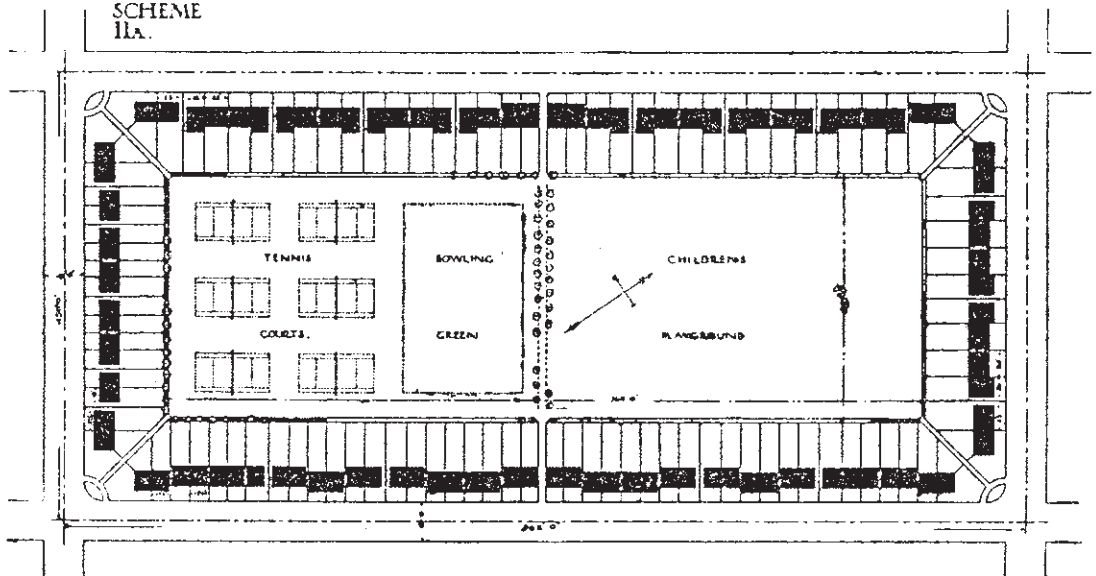 SCHEME
IIA.
TENNIS
COURTS.
BOWLING
GREEN
CHILDREN'S
PLAYGROUND